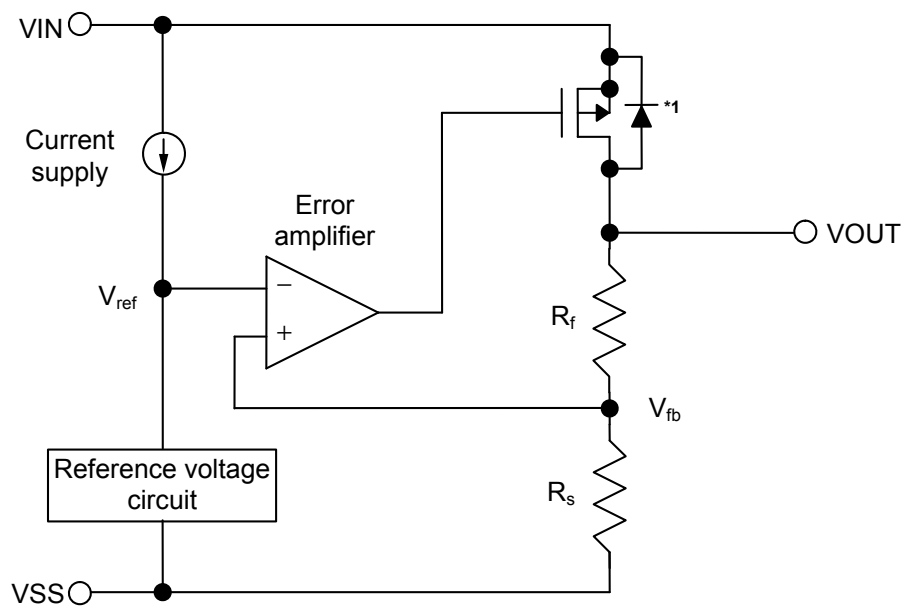 VIN
*1
Current
supply
Error
amplifier
VOUT
Vref
−
+
Rf
Vfb
Reference voltage
circuit
Rs
VSS